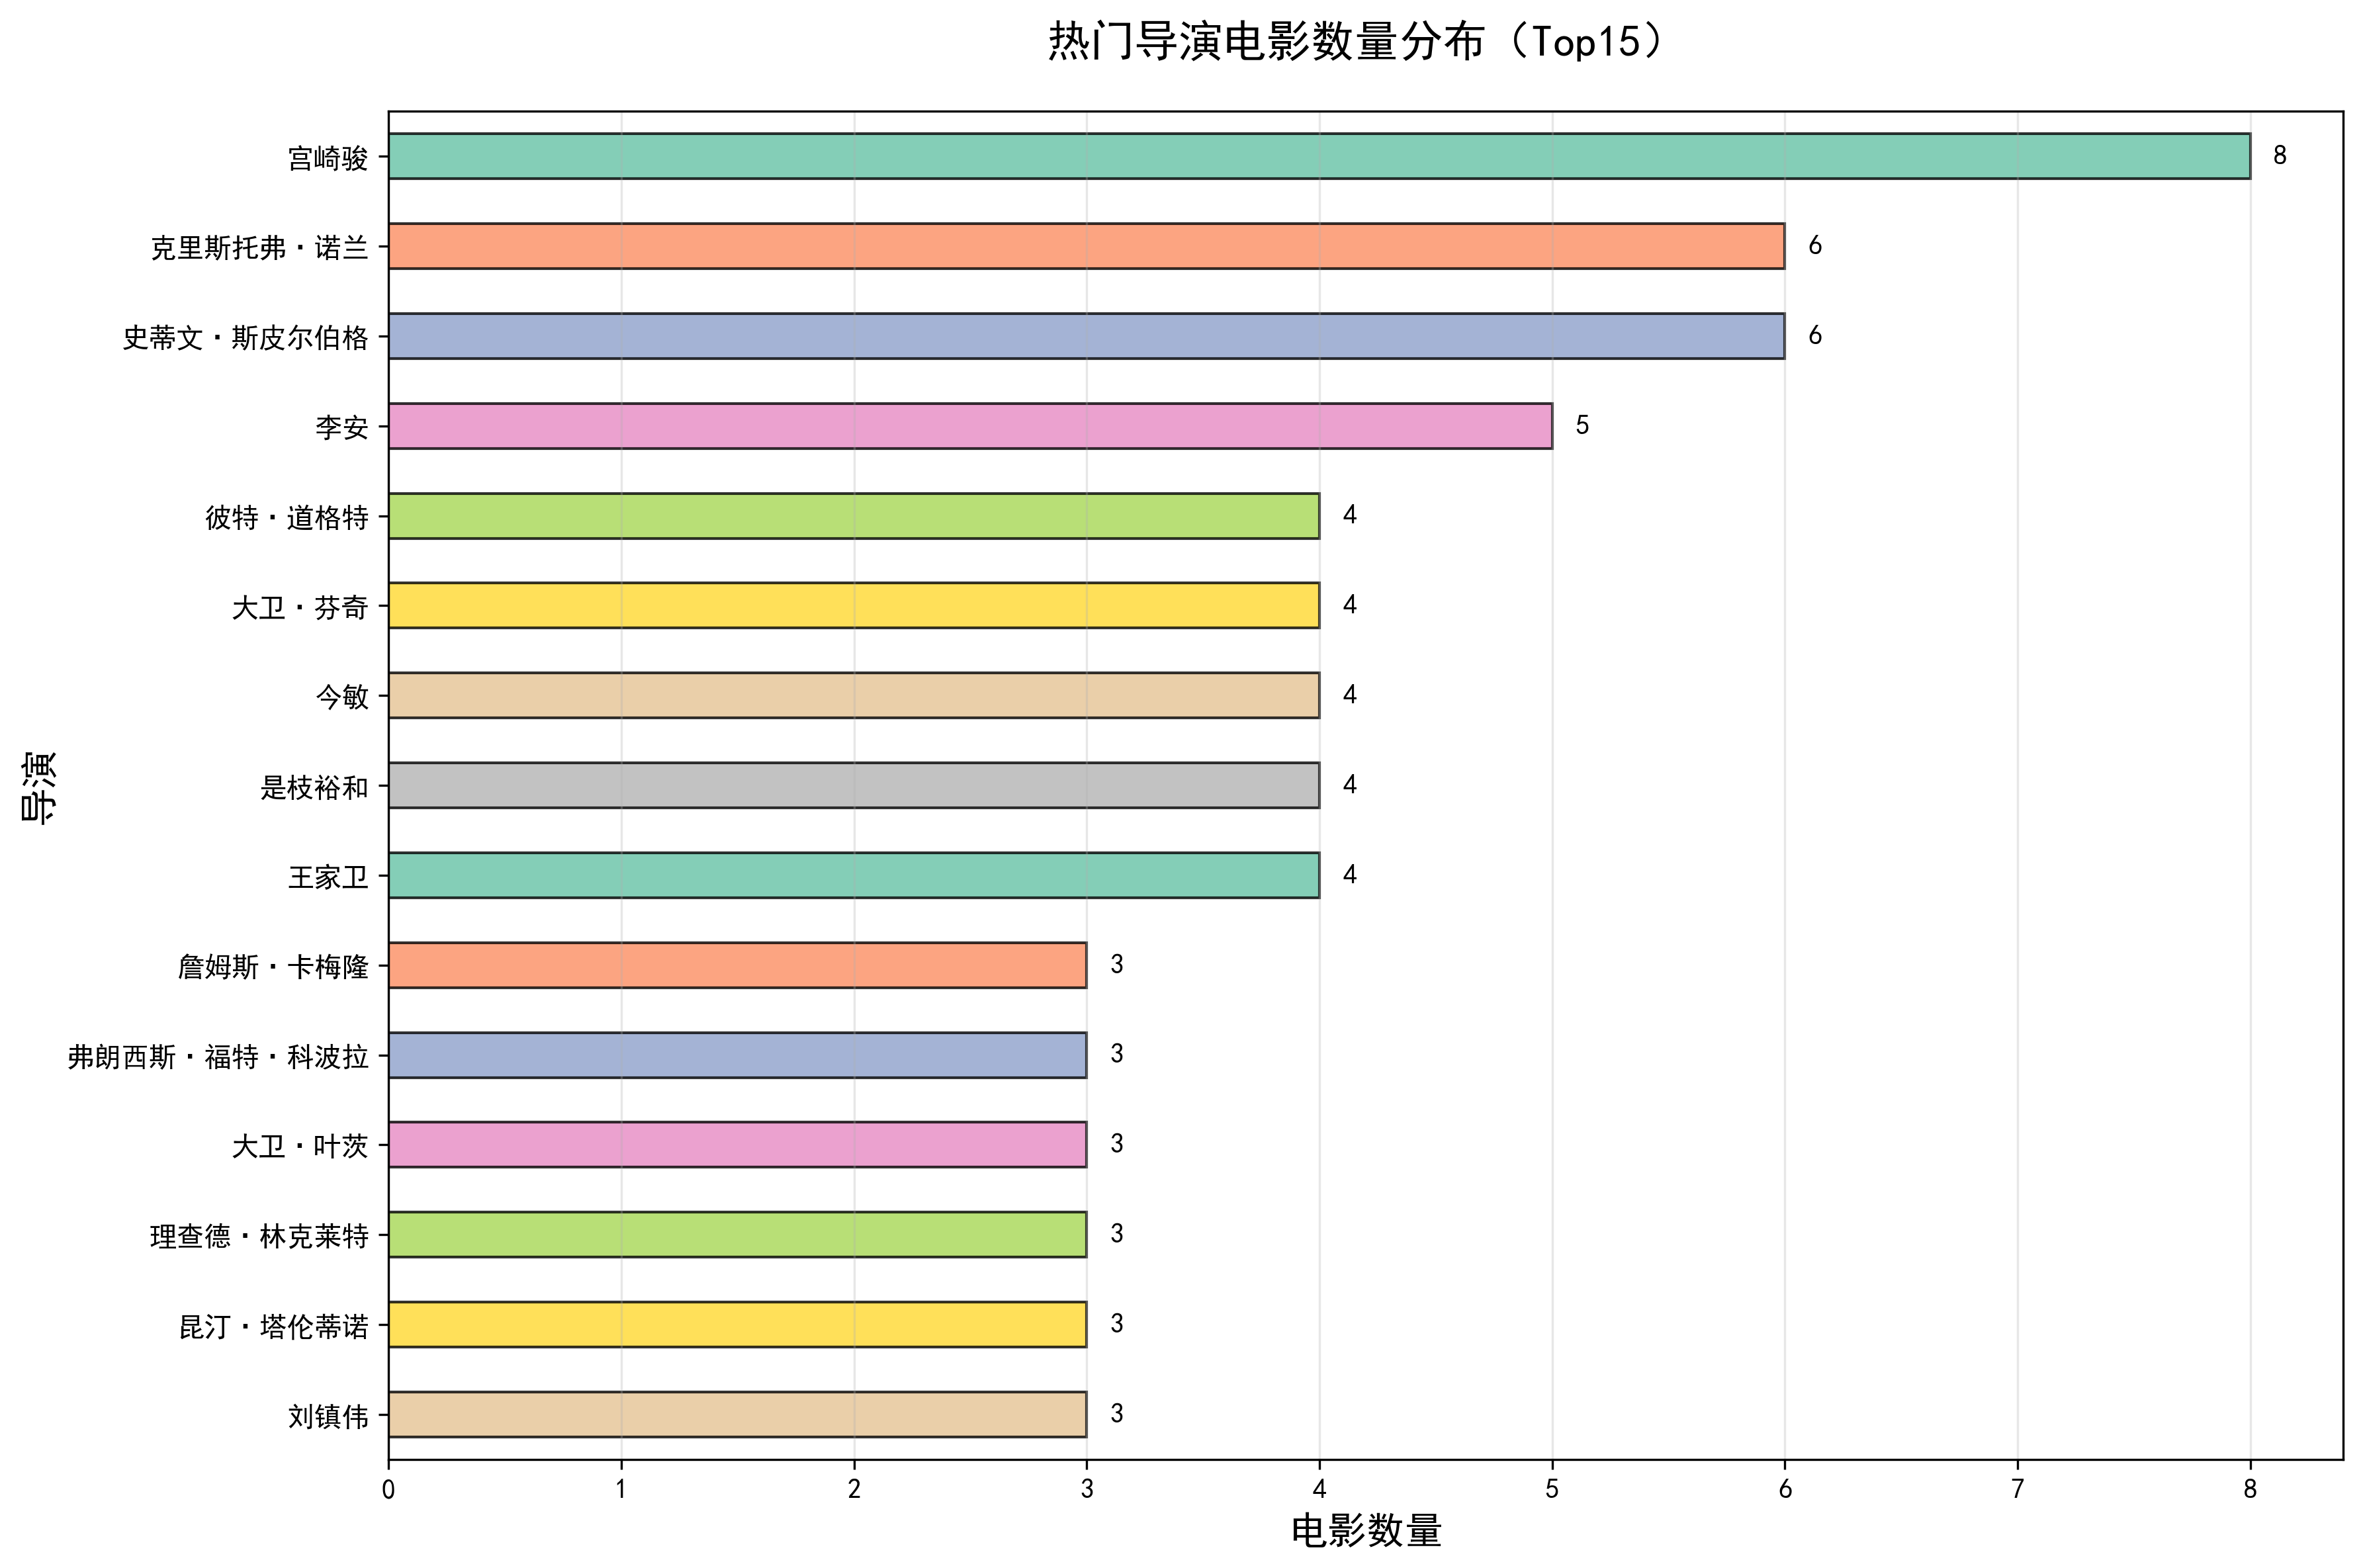 热门导演电影数量分布（Top15）
导演
宫崎骏 8
克里斯托弗·诺兰 6
史蒂文·斯皮尔伯格 6
李安 5
彼特·道格特 4
大卫·芬奇 4
今敏 4
是枝裕和 4
王家卫 4
詹姆斯·卡梅隆 3
弗朗西斯·福特·科波拉 3
大卫·叶茨 3
理查德·林克莱特 3
昆汀·塔伦蒂诺 3
刘镇伟 3
0 1 2 3 4 5 6 7 8
电影数量